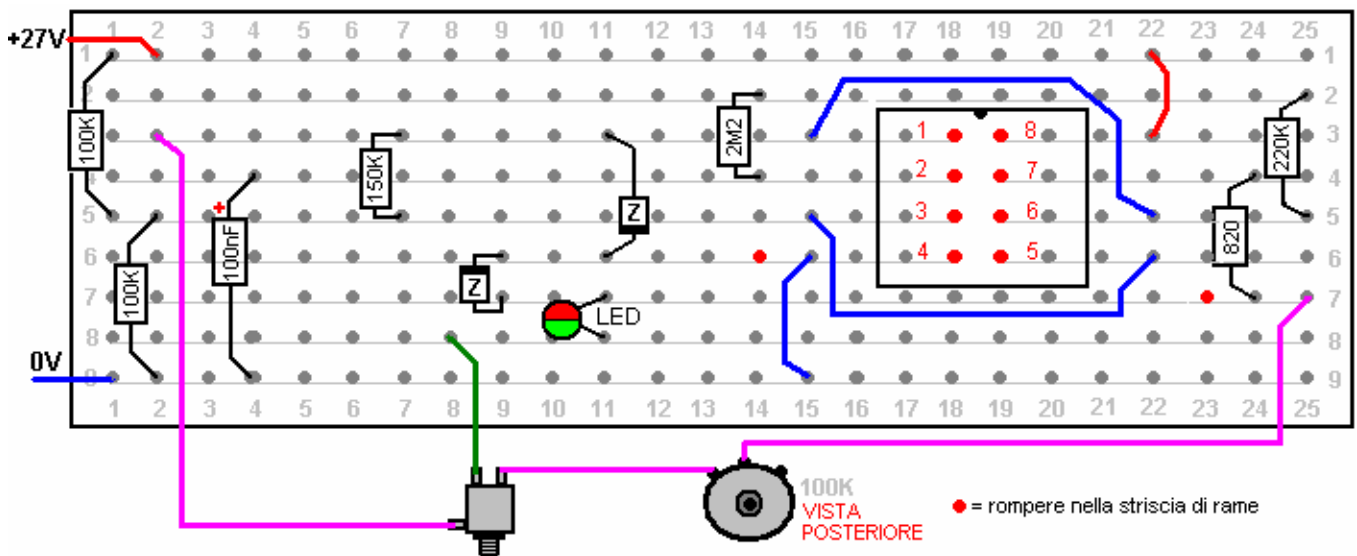 1 2 3 4 5 6 7 8 9 10 11 12 13 14 15 16 17 18 19 20 21 22 23 24 25
+27V
1 1
2 2
3 1 8 3
4 2 7 4
5 3 6 5
6 4 5 6
7 7
8 8
0V
9
100K
100K
+
100nF
150K
Z
Z
LED
2M2
820
220K
1 2 3 4 5 6 7 8 9 10 11 12 13 14 15 16 17 18 19 20 21 22 23 24 25
100K
VISTA
POSTERIORE
= rompere nella striscia di rame